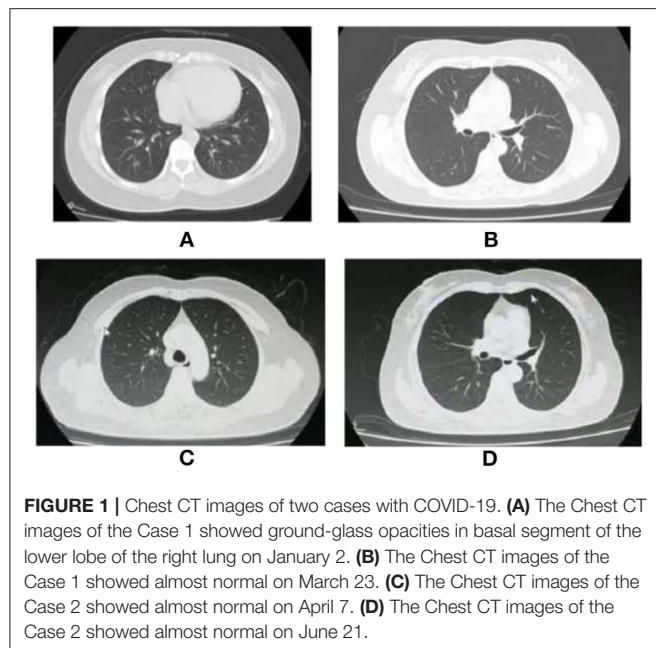 A
B
C
D
FIGURE 1 | Chest CT images of two cases with COVID-19. (A) The Chest CT
images of the Case 1 showed ground-glass opacities in basal segment of the
lower lobe of the right lung on January 2. (B) The Chest CT images of the
Case 1 showed almost normal on March 23. (C) The Chest CT images of the
Case 2 showed almost normal on April 7. (D) The Chest CT images of the
Case 2 showed almost normal on June 21.